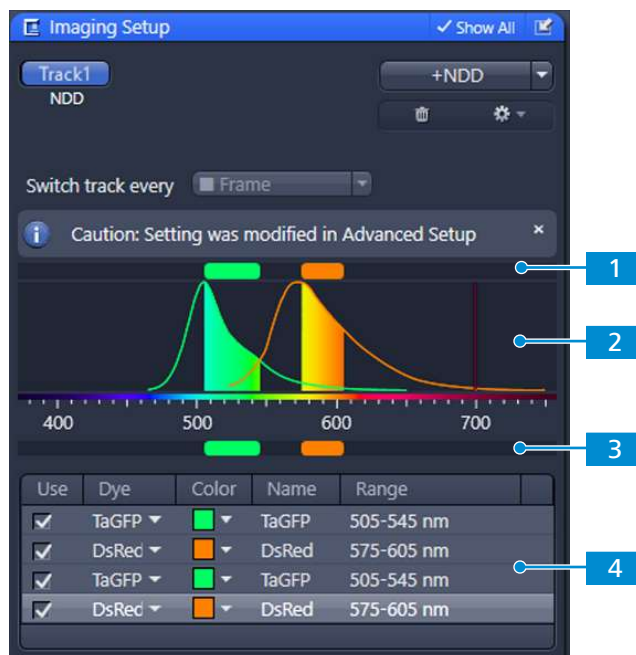 Imaging Setup
Show All
Track1
+NDD
NDD
Switch track every
Frame
Caution: Setting was modified in Advanced Setup
1
2
400 500 600 700
3
Use Dye Color Name Range
TaGFP TaGFP 505-545 nm
DsRed DsRed 575-605 nm
TaGFP TaGFP 505-545 nm
4
DsRed DsRed 575-605 nm